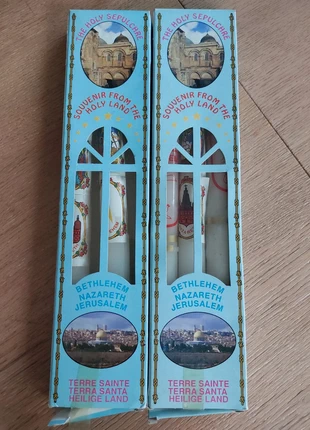 THE HOLY SEPULCHRE
SOUVENIR FROM THE
HOLY LAND
BETHLEHEM
NAZARETH
JERUSALEM
TERRE SAINTE
TERRA SANTA
HEILIGE LAND
THE HOLY SEPULCHRE
SOUVENIR FROM THE
HOLY LAND
BETHLEHEM
NAZARETH
JERUSALEM
TERRE SAINTE
TERRA SANTA
HEILIGE LAND